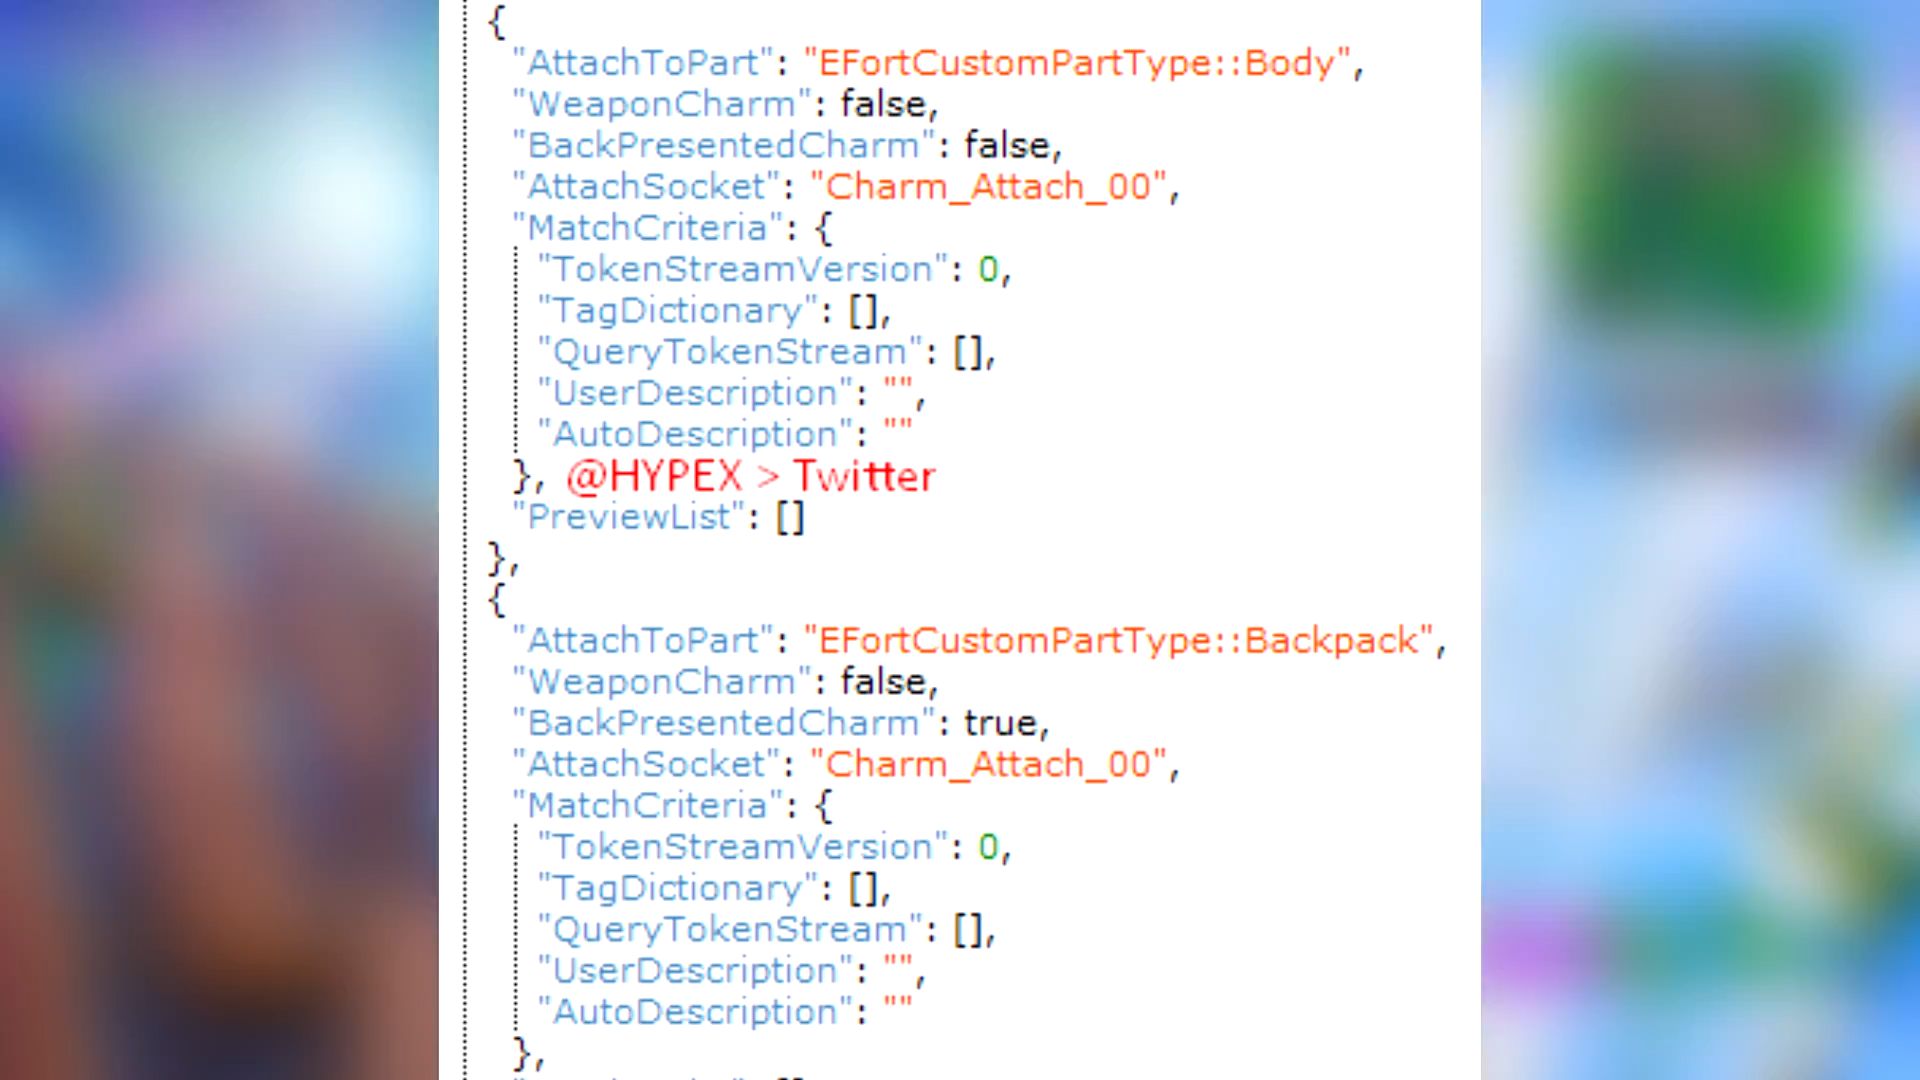 {
"AttachToPart": "EFortCustomPartType::Body",
"WeaponCharm": false,
"BackPresentedCharm": false,
"AttachSocket": "Charm_Attach_00",
"MatchCriteria": {
"TokenStreamVersion": 0,
"TagDictionary": [],
"QueryTokenStream": [],
"UserDescription": "",
"AutoDescription": ""
}, @HYPEX > Twitter
"PreviewList": []
},
{
"AttachToPart": "EFortCustomPartType::Backpack",
"WeaponCharm": false,
"BackPresentedCharm": true,
"AttachSocket": "Charm_Attach_00",
"MatchCriteria": {
"TokenStreamVersion": 0,
"TagDictionary": [],
"QueryTokenStream": [],
"UserDescription": "",
"AutoDescription": ""
},